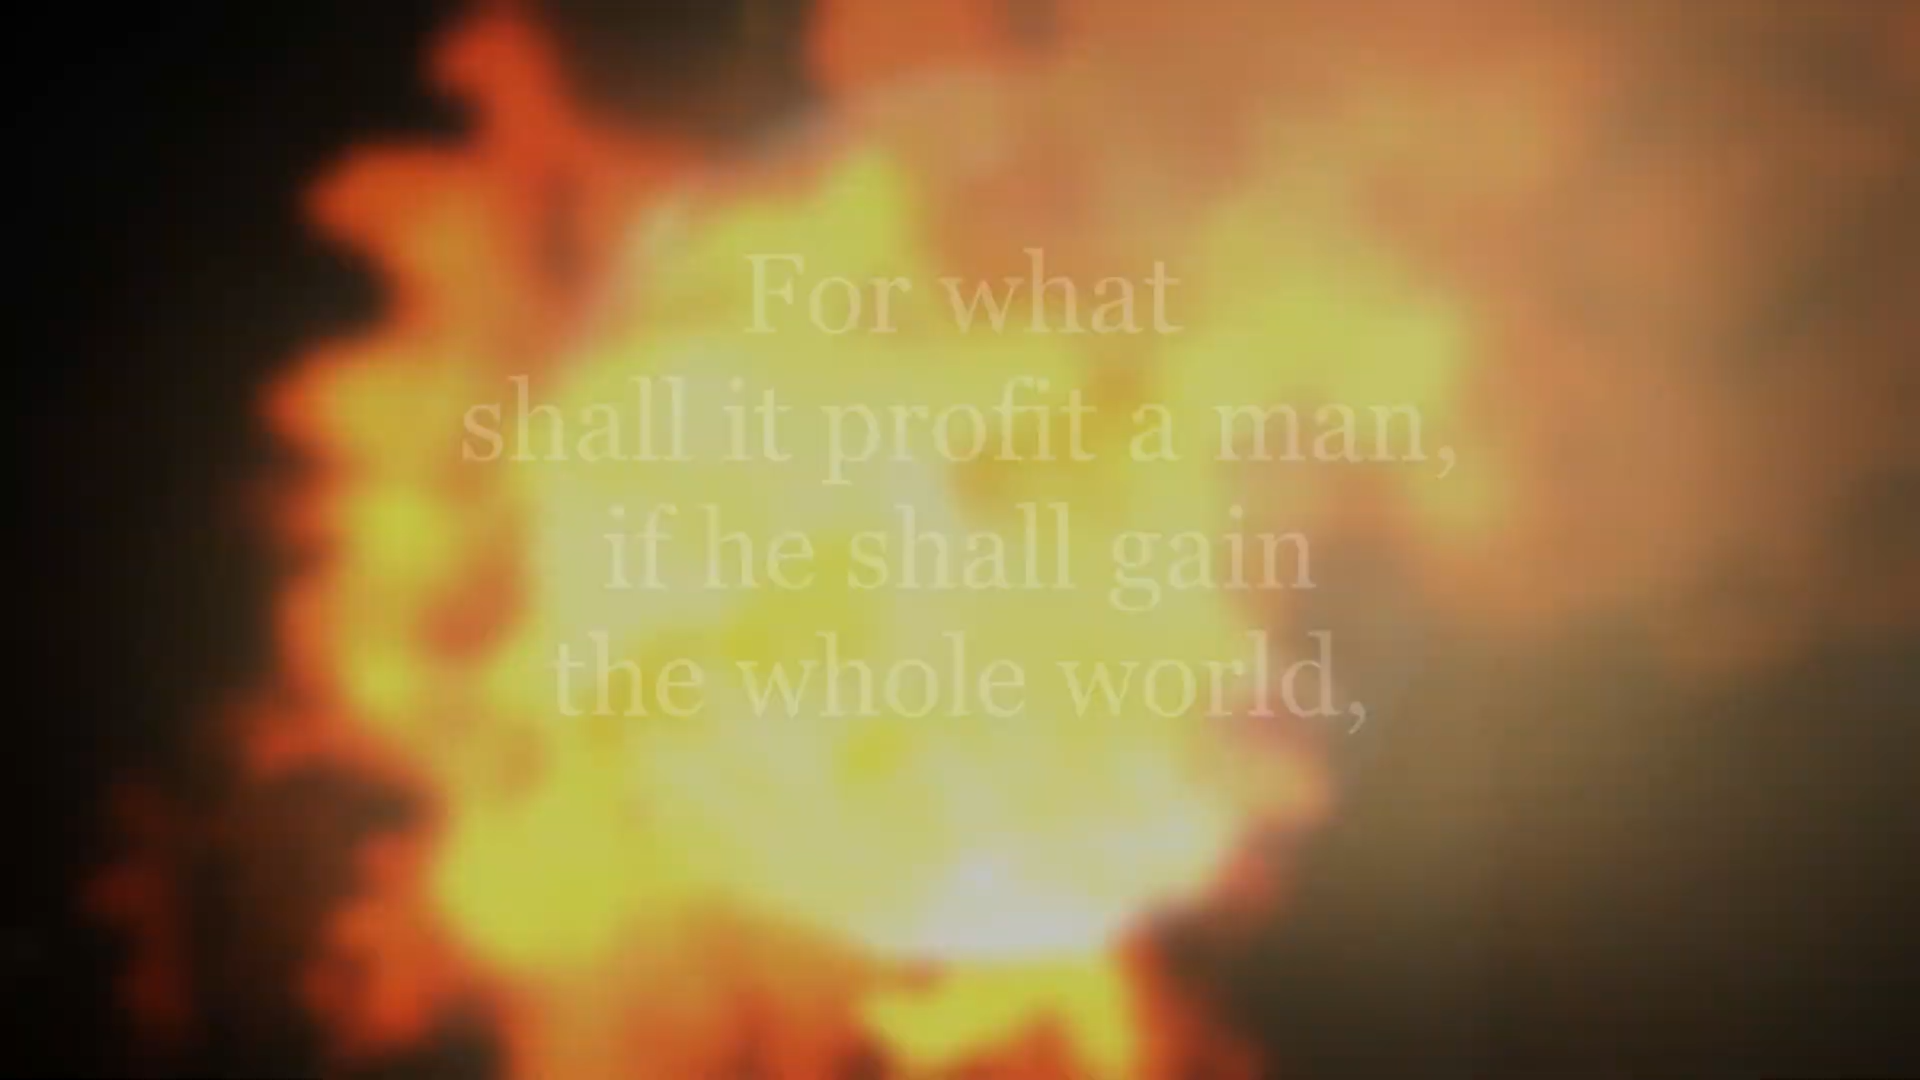 For what
shall it profit a man,
if he shall gain
the whole world,